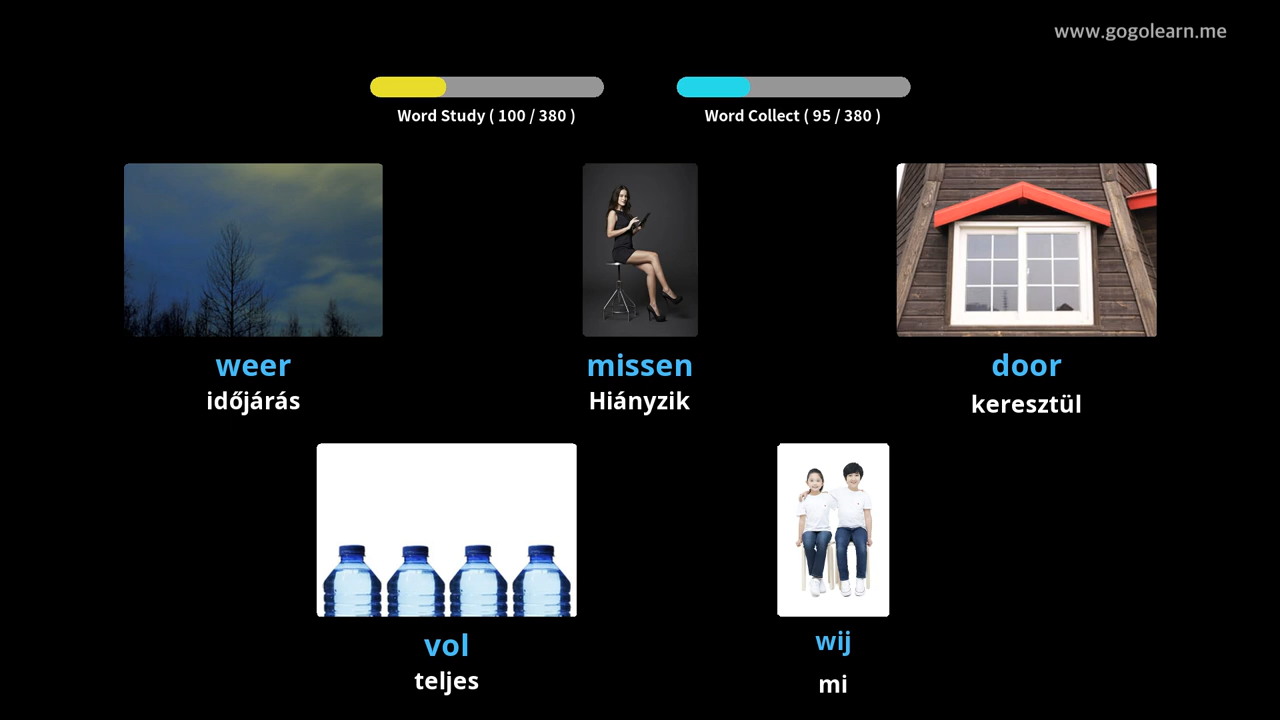 www.gogolearn.me
Word Study ( 100 / 380 )
Word Collect ( 95 / 380 )
weer
időjárás
missen
Hiányzik
door
keresztül
vol
teljes
wij
mi